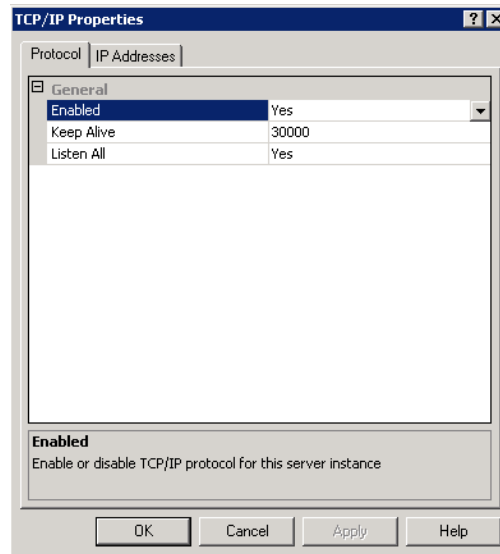 TCP/IP Properties
Protocol IP Addresses
General
Enabled Yes
Keep Alive 30000
Listen All Yes
Enabled
Enable or disable TCP/IP protocol for this server instance
OK Cancel Apply Help